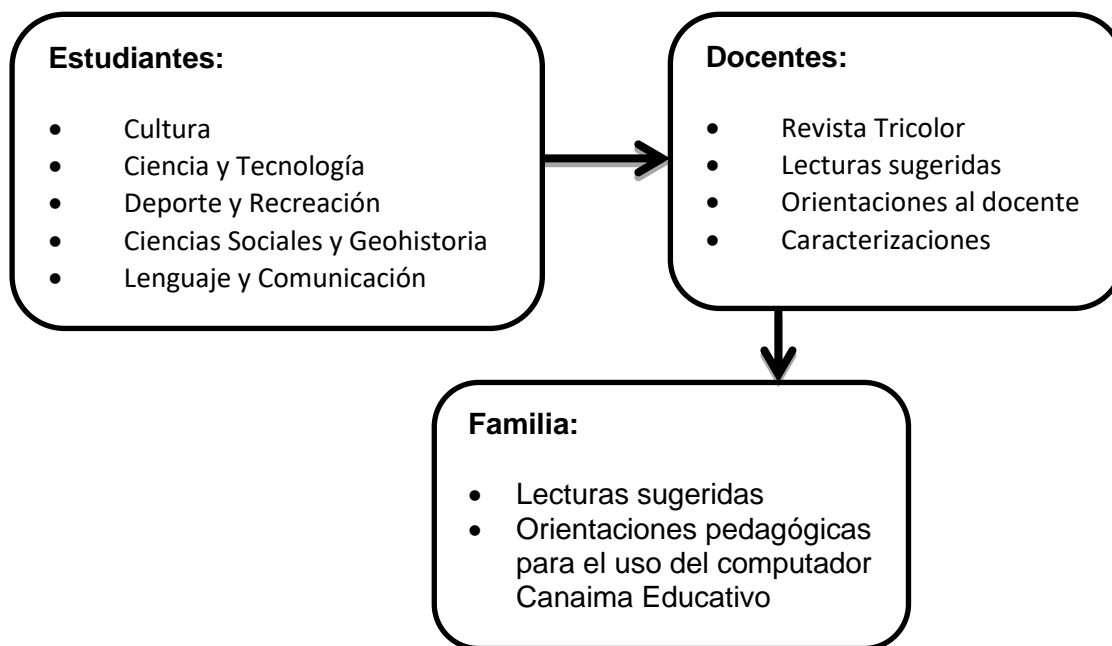 Estudiantes:
• Cultura
• Ciencia y Tecnología
• Deporte y Recreación
• Ciencias Sociales y Geohistoria
• Lenguaje y Comunicación
Docentes:
• Revista Tricolor
• Lecturas sugeridas
• Orientaciones al docente
• Caracterizaciones
Familia:
• Lecturas sugeridas
• Orientaciones pedagógicas
para el uso del computador
Canaima Educativo